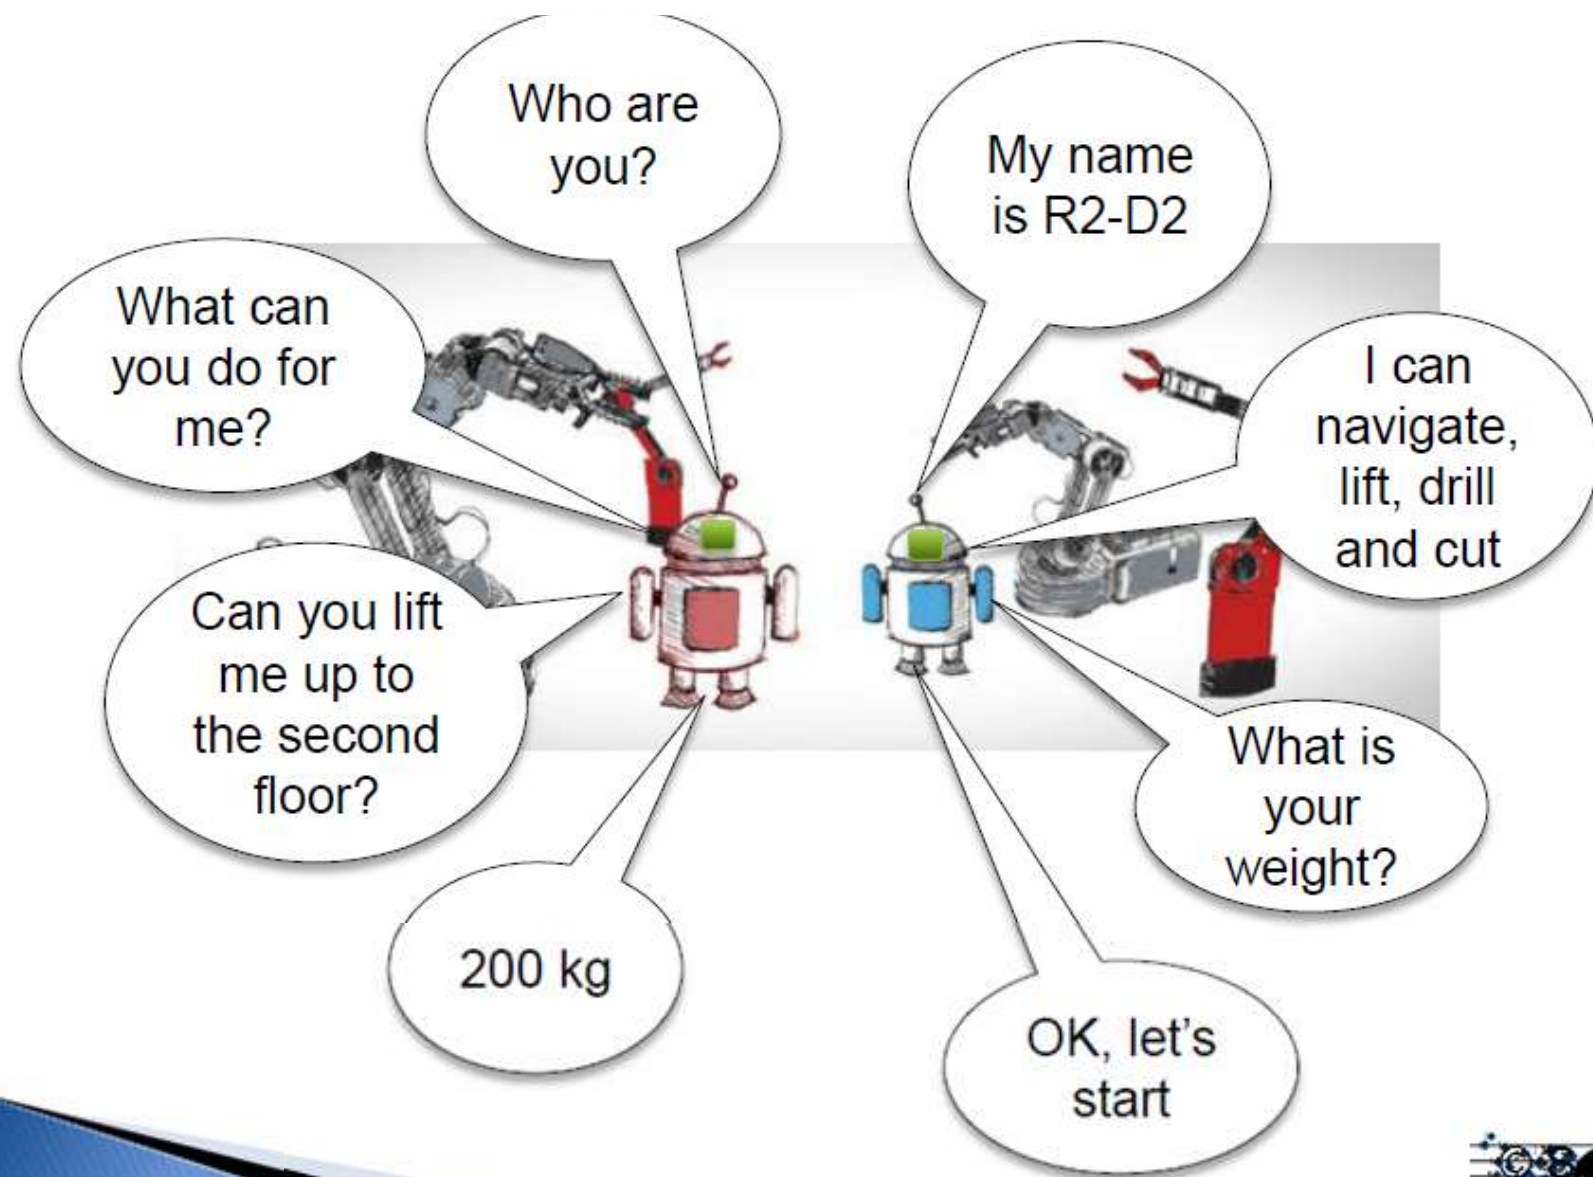 Who are
you?
My name
is R2-D2
What can
you do for
me?
I can
navigate,
lift, drill
and cut
Can you lift
me up to
the second
floor?
What is
your
weight?
200 kg
OK, let's
start